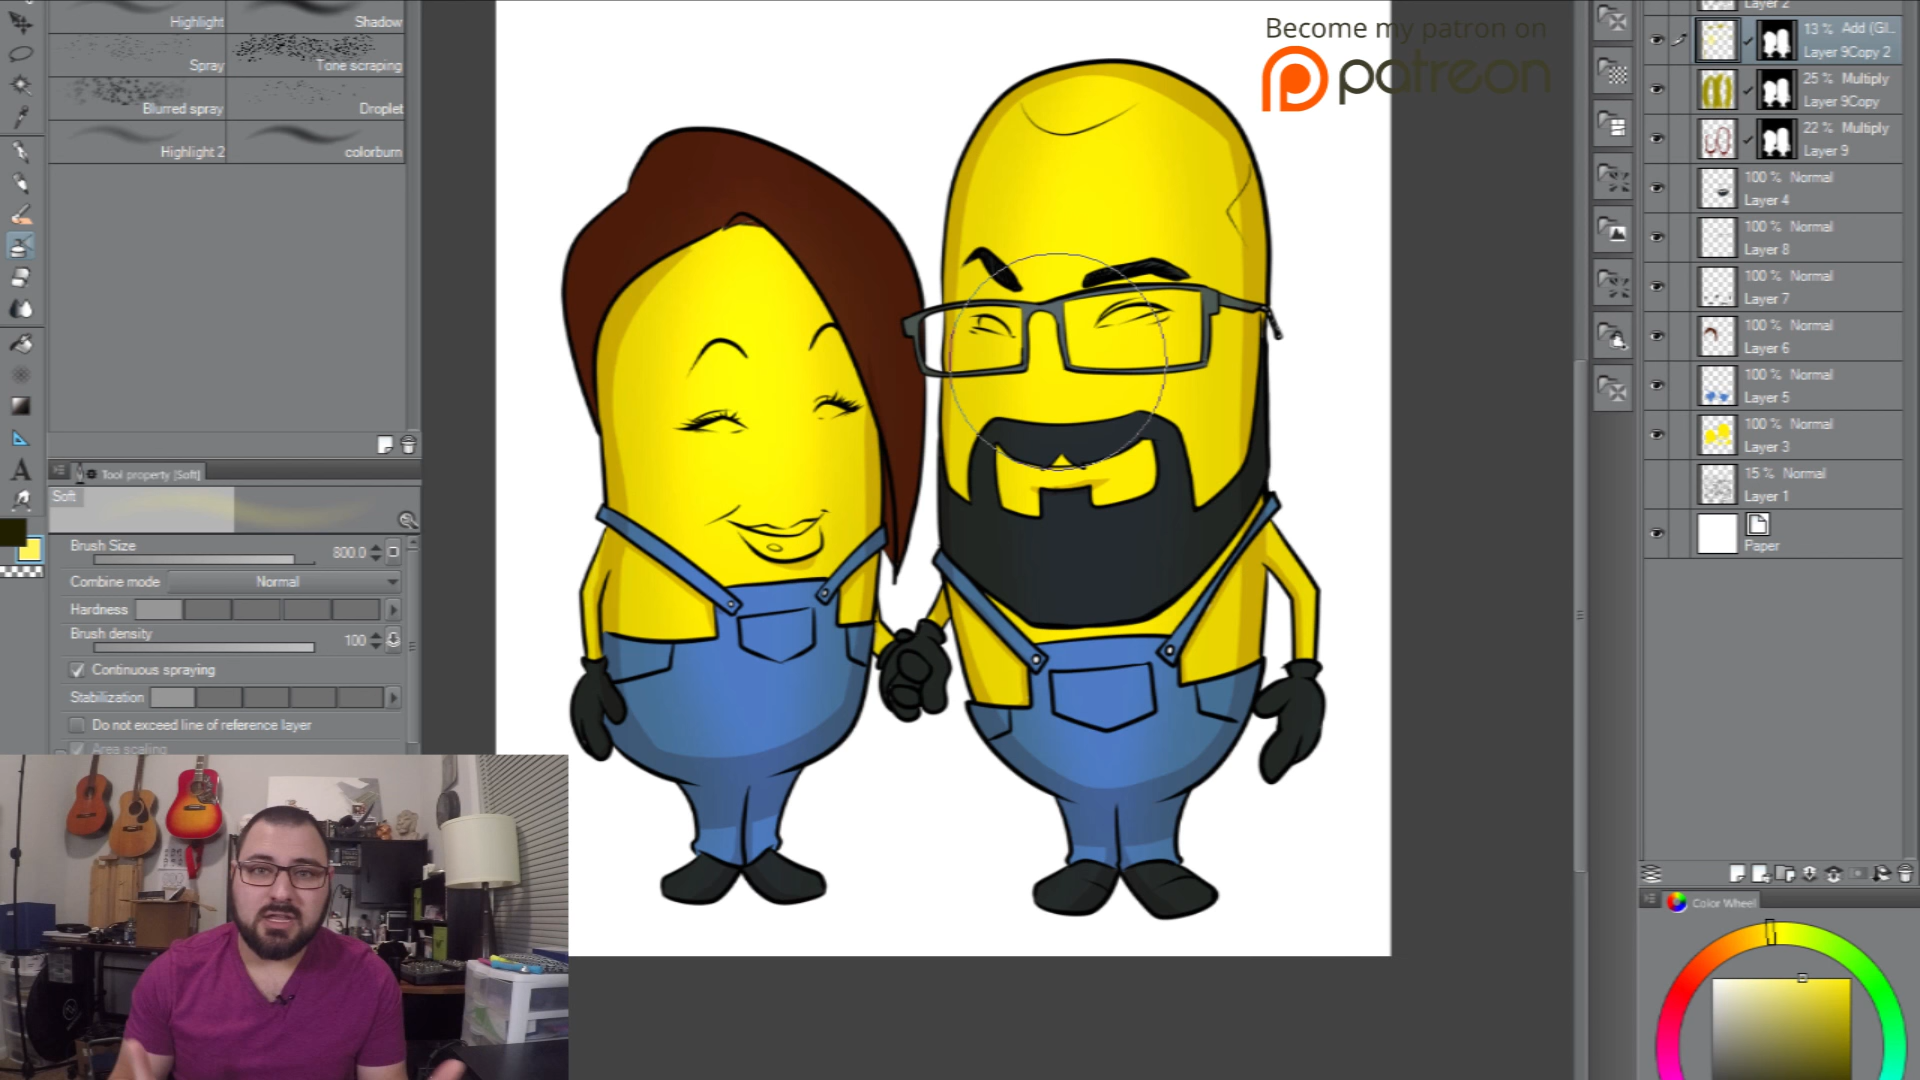 Highlight
Shadow
Spray
Tone scraping
Blurred spray
Droplet
Highlight 2
colorburn
Tool property [Soft]
Soft
Brush Size
800.0
Combine mode
Normal
Hardness
Brush density
100
Continuous spraying
Stabilization
Do not exceed line of reference layer
Area scaling
Become my patron on
patreon
Layer 2
13 % Add (Gl...
Layer 9Copy 2
25 % Multiply
Layer 9Copy
22 % Multiply
Layer 9
100 % Normal
Layer 4
100 % Normal
Layer 8
100 % Normal
Layer 7
100 % Normal
Layer 6
100 % Normal
Layer 5
100 % Normal
Layer 3
15 % Normal
Layer 1
Paper
Color Wheel